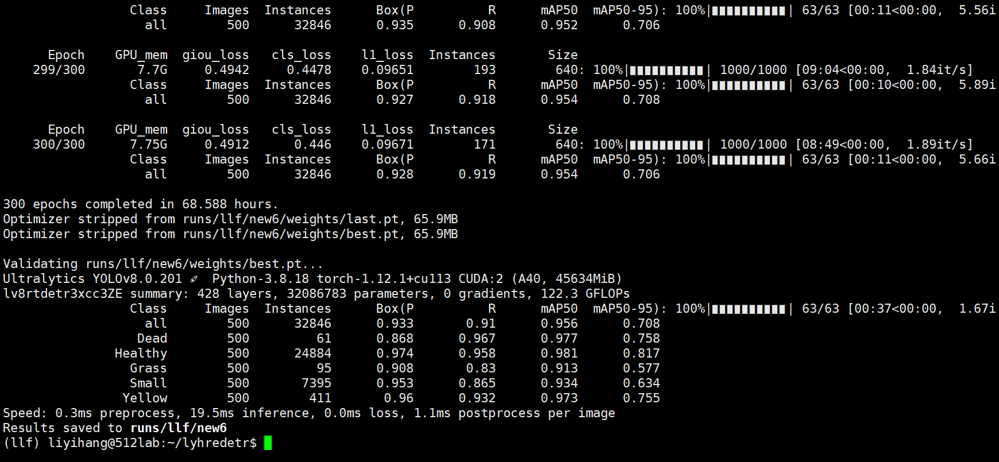 Class Images Instances Box(P R mAP50 mAP50-95): 100%|██████████| 63/63 [00:11<00:00, 5.56i
all 500 32846 0.935 0.908 0.952 0.706
Epoch GPU_mem giou_loss cls_loss l1_loss Instances Size
299/300 7.7G 0.4942 0.4478 0.09651 193 640: 100%|██████████| 1000/1000 [09:04<00:00, 1.84it/s]
Class Images Instances Box(P R mAP50 mAP50-95): 100%|██████████| 63/63 [00:10<00:00, 5.89i
all 500 32846 0.927 0.918 0.954 0.708
Epoch GPU_mem giou_loss cls_loss l1_loss Instances Size
300/300 7.75G 0.4912 0.446 0.09671 171 640: 100%|██████████| 1000/1000 [08:49<00:00, 1.89it/s]
Class Images Instances Box(P R mAP50 mAP50-95): 100%|██████████| 63/63 [00:11<00:00, 5.66i
all 500 32846 0.928 0.919 0.954 0.706
300 epochs completed in 68.588 hours.
Optimizer stripped from runs/llf/new6/weights/last.pt, 65.9MB
Optimizer stripped from runs/llf/new6/weights/best.pt, 65.9MB
Validating runs/llf/new6/weights/best.pt...
Ultralytics YOLOv8.0.201 🚀 Python-3.8.18 torch-1.12.1+cu113 CUDA:2 (A40, 45634MiB)
lv8rtdetr3xcc3ZE summary: 428 layers, 32086783 parameters, 0 gradients, 122.3 GFLOPs
Class Images Instances Box(P R mAP50 mAP50-95): 100%|██████████| 63/63 [00:37<00:00, 1.67i
all 500 32846 0.933 0.91 0.956 0.708
Dead 500 61 0.868 0.967 0.977 0.758
Healthy 500 24884 0.974 0.958 0.981 0.817
Grass 500 95 0.908 0.83 0.913 0.577
Small 500 7395 0.953 0.865 0.934 0.634
Yellow 500 411 0.96 0.932 0.973 0.755
Speed: 0.3ms preprocess, 19.5ms inference, 0.0ms loss, 1.1ms postprocess per image
Results saved to runs/llf/new6
(llf) liyihang@512lab:~/lyhredetr$